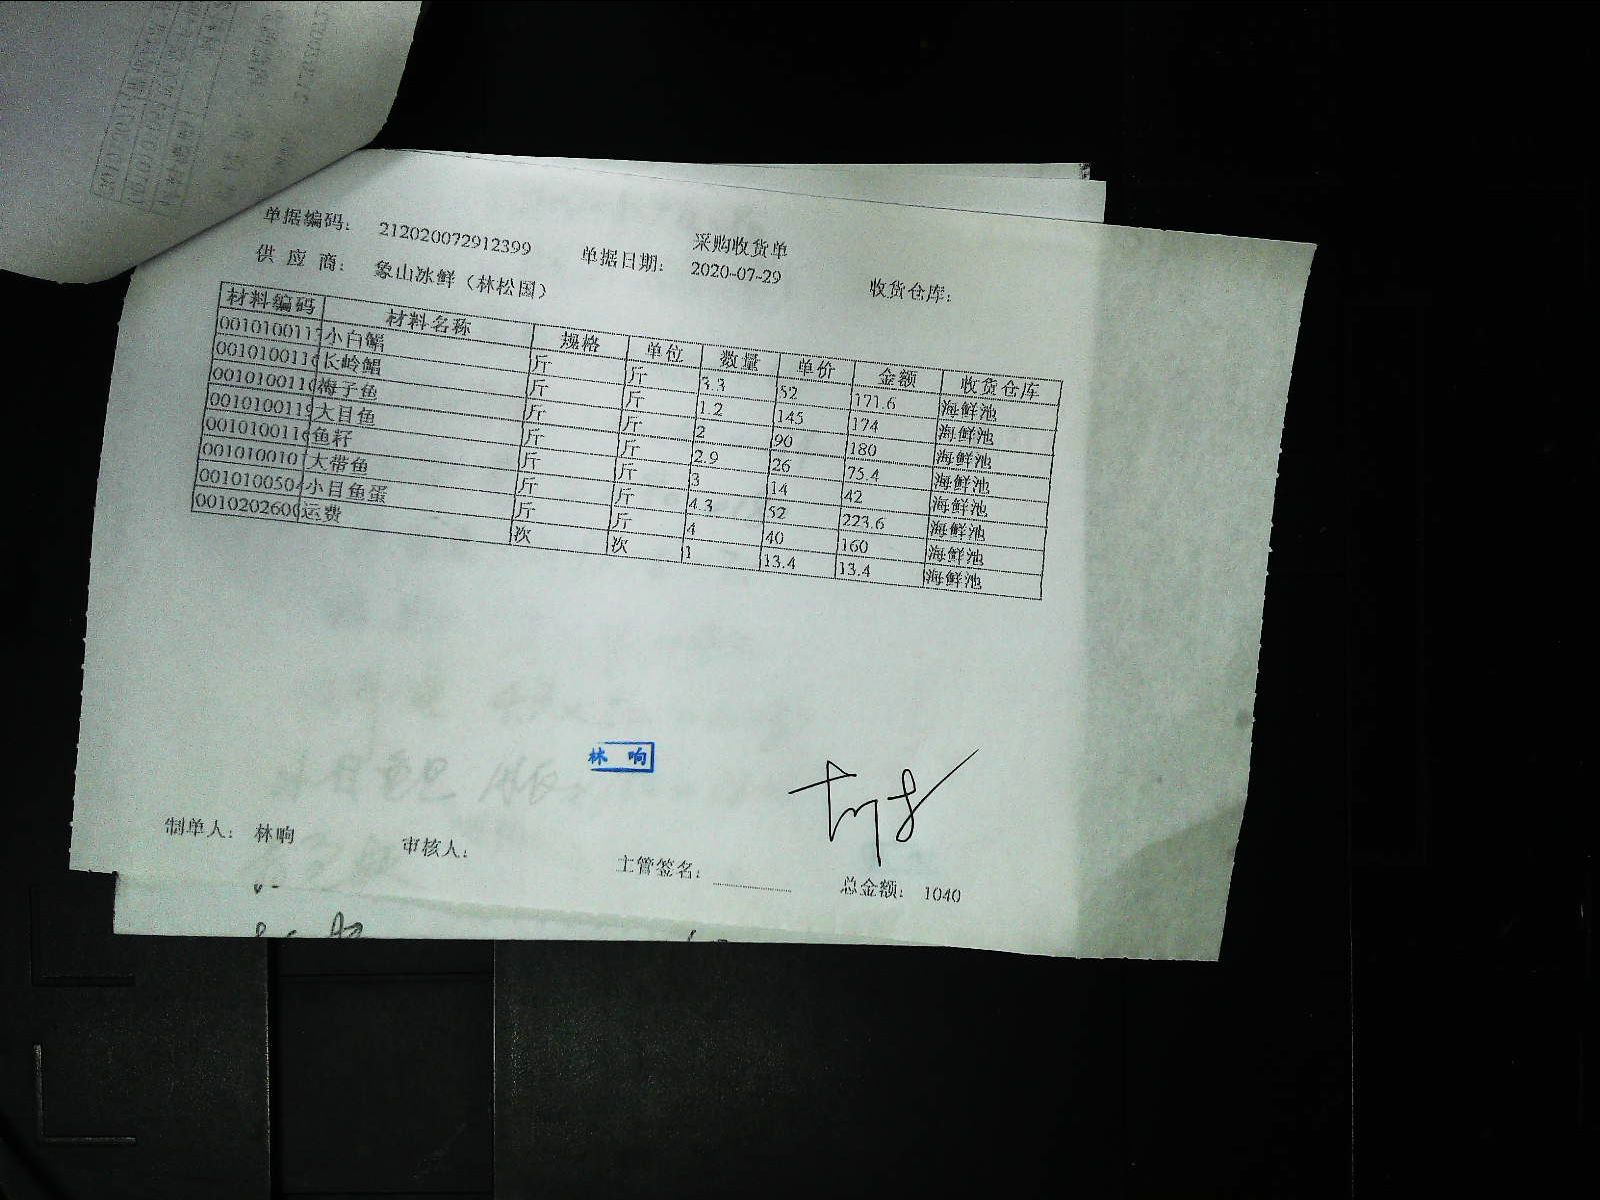 采购收货单
单据编码： 212020072912399 单据日期： 2020-07-29 收货仓库：
供 应 商： 象山冰鲜（林松国）
材料编码 材料名称 规格 单位 数量 单价 金额 收货仓库
0010100117 小白鲳 斤 斤 3.3 52 171.6 海鲜池
001010011 长岭鲳 斤 斤 1.2 145 174 海鲜池
001010011 梅子鱼 斤 斤 2 90 180 海鲜池
001010011 大目鱼 斤 斤 2.9 26 75.4 海鲜池
001010011 鱼籽 斤 斤 3 14 42 海鲜池
001010010 大带鱼 斤 斤 4.3 52 223.6 海鲜池
001010050 小目鱼蛋 斤 斤 4 40 160 海鲜池
001020260 运费 次 次 1 13.4 13.4 海鲜池
林 响
制单人： 林响 审核人： 主管签名： 总金额： 1040